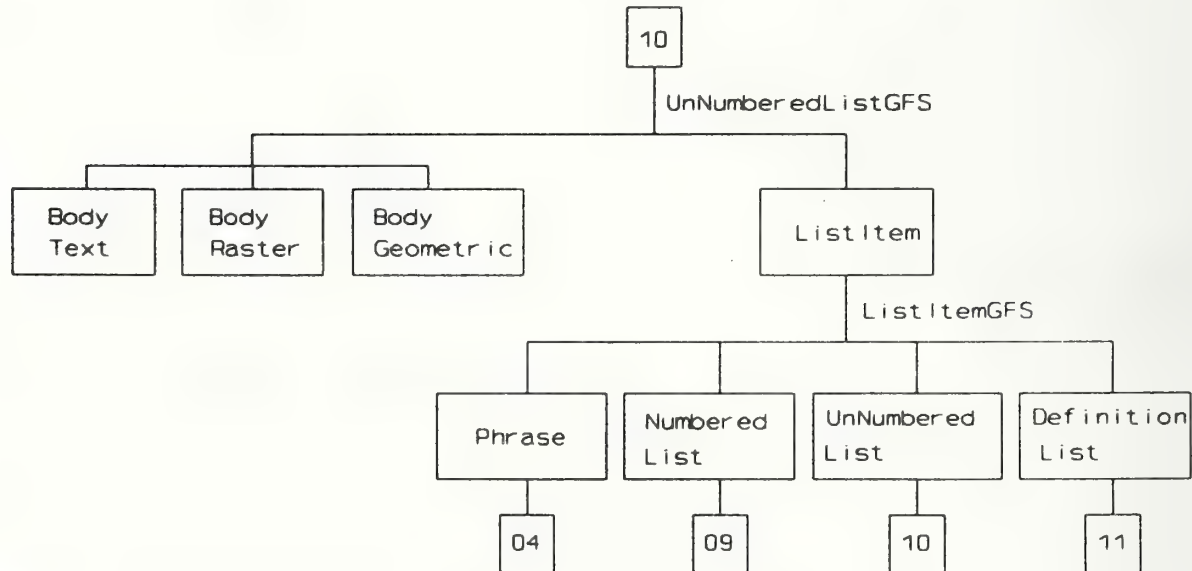 10
UnNumberedListGFS
Body
Text
Body
Raster
Body
Geometric
ListItem
ListItemGFS
Phrase
Numbered
List
UnNumbered
List
Definition
List
04
09
10
11